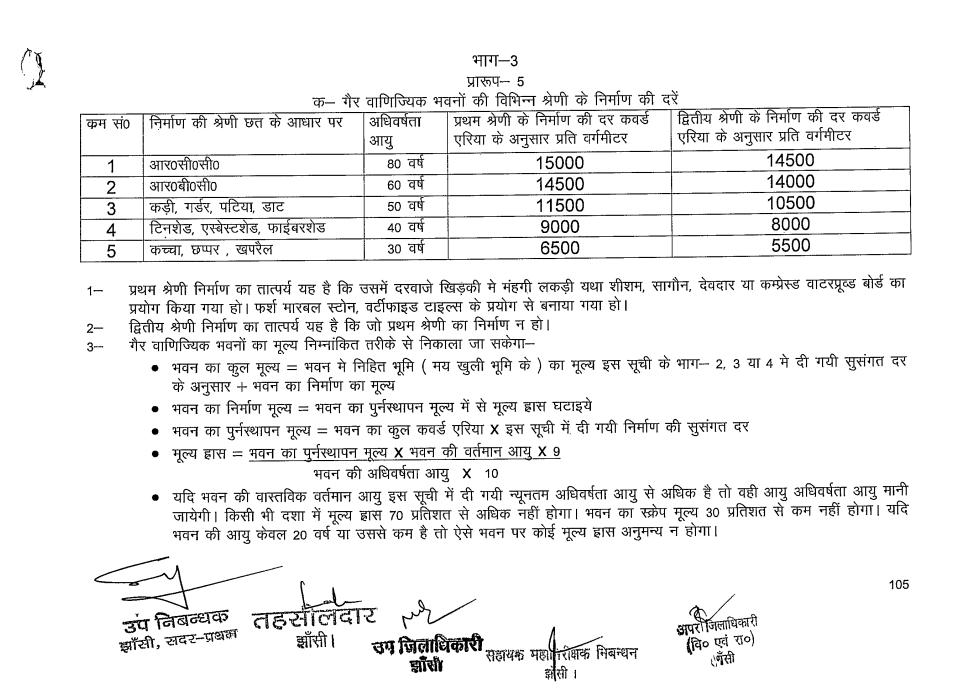 भाग–3
प्रारूप– 5
क– गैर वाणिज्यिक भवनों की विभिन्न श्रेणी के निर्माण की दरें
कम सं0 निर्माण की श्रेणी छत के आधार पर अधिवर्षता आयु प्रथम श्रेणी के निर्माण की दर कवर्ड एरिया के अनुसार प्रति वर्गमीटर द्वितीय श्रेणी के निर्माण की दर कवर्ड एरिया के अनुसार प्रति वर्गमीटर
1 आर0सी0सी0 80 वर्ष 15000 14500
2 आर0बी0सी0 60 वर्ष 14500 14000
3 कड़ी, गर्डर, पटिया, डाट 50 वर्ष 11500 10500
4 टिनशेड, एस्बेस्टशेड, फाईबरशेड 40 वर्ष 9000 8000
5 कच्चा, छप्पर , खपरैल 30 वर्ष 6500 5500
1– प्रथम श्रेणी निर्माण का तात्पर्य यह है कि उसमें दरवाजे खिड़की मे मंहगी लकड़ी यथा शीशम, सागौन, देवदार या कम्प्रेस्ड वाटरप्रूव्ड बोर्ड का
प्रयोग किया गया हो। फर्श मारबल स्टोन, वर्टीफाइड टाइल्स के प्रयोग से बनाया गया हो।
2– द्वितीय श्रेणी निर्माण का तात्पर्य यह है कि जो प्रथम श्रेणी का निर्माण न हो।
3– गैर वाणिज्यिक भवनों का मूल्य निम्नांकित तरीके से निकाला जा सकेगा–
• भवन का कुल मूल्य = भवन मे निहित भूमि ( मय खुली भूमि के ) का मूल्य इस सूची के भाग– 2, 3 या 4 मे दी गयी सुसंगत दर
के अनुसार + भवन का निर्माण का मूल्य
• भवन का निर्माण मूल्य = भवन का पुर्नस्थापन मूल्य में से मूल्य ह्रास घटाइये
• भवन का पुर्नस्थापन मूल्य = भवन का कुल कवर्ड एरिया X इस सूची में दी गयी निर्माण की सुसंगत दर
• मूल्य ह्रास = भवन का पुर्नस्थापन मूल्य X भवन की वर्तमान आयु X 9
भवन की अधिवर्षता आयु X 10
• यदि भवन की वास्तविक वर्तमान आयु इस सूची में दी गयी न्यूनतम अधिवर्षता आयु से अधिक है तो वही आयु अधिवर्षता आयु मानी
जायेगी। किसी भी दशा में मूल्य ह्रास 70 प्रतिशत से अधिक नहीं होगा। भवन का स्क्रेप मूल्य 30 प्रतिशत से कम नहीं होगा। यदि
भवन की आयु केवल 20 वर्ष या उससे कम है तो ऐसे भवन पर कोई मूल्य ह्रास अनुमन्य न होगा।
105
उप निबन्धक
झाँसी, सदर–प्रथम
तहसीलदार
झाँसी।
उप जिलाधिकारी
झाँसी
सहायक महानिरीक्षक निबन्धन
झाँसी ।
अपर जिलाधिकारी
(वि० एवं रा०)
झाँसी